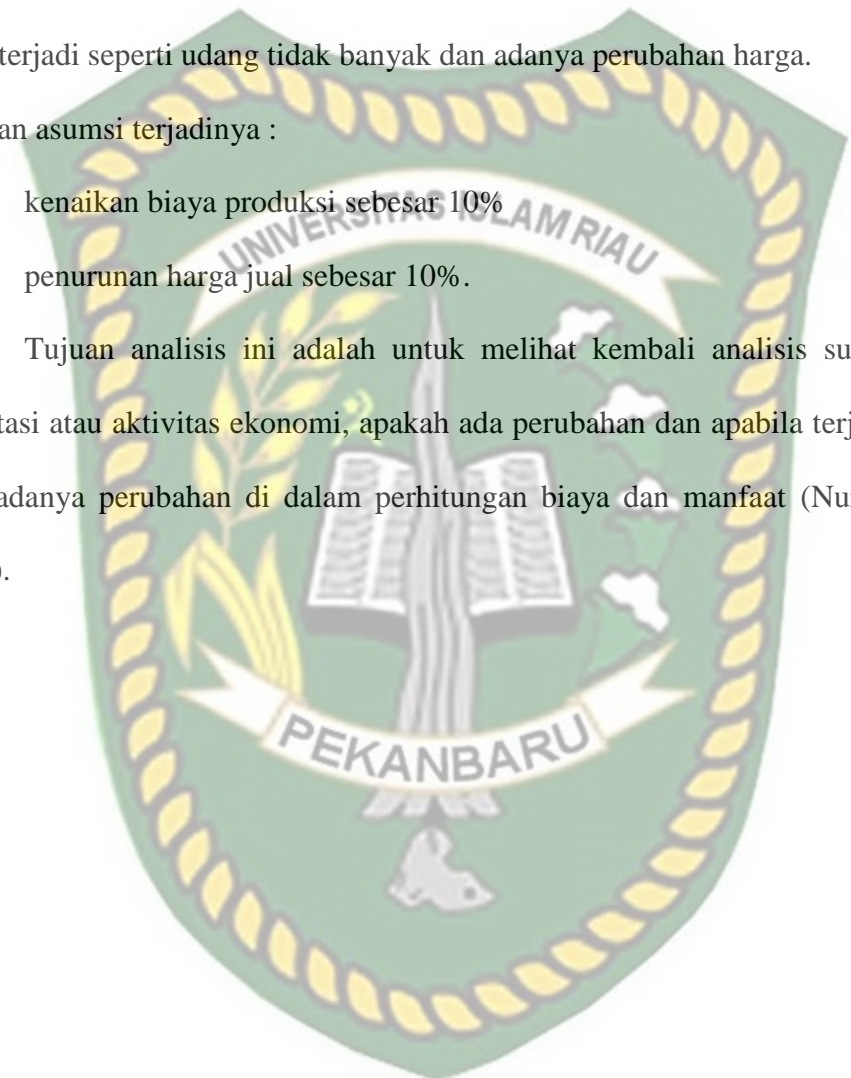 terjadi seperti udang tidak banyak dan adanya perubahan harga.
an asumsi terjadinya :
kenaikan biaya produksi sebesar 10%
UNIVERSITAS ISLAM RIAU
penurunan harga jual sebesar 10%.
Tujuan analisis ini adalah untuk melihat kembali analisis su
tasi atau aktivitas ekonomi, apakah ada perubahan dan apabila terj
adanya perubahan di dalam perhitungan biaya dan manfaat (Nu
).
PEKANBARU